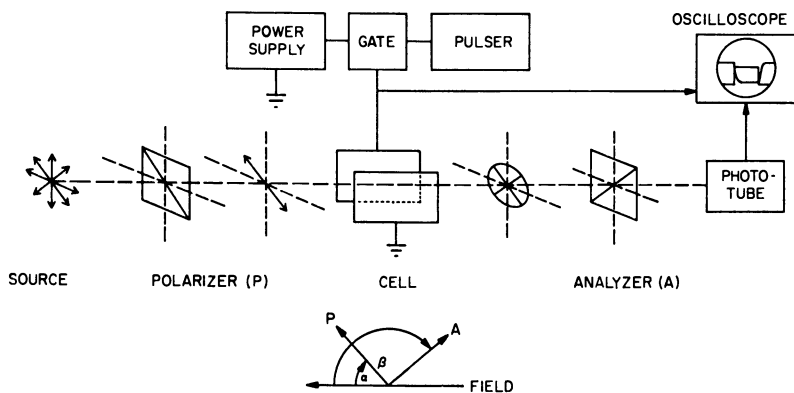 OSCILLOSCOPE
POWER
SUPPLY
GATE
PULSER
PHOTO-
TUBE
SOURCE
POLARIZER (P)
CELL
ANALYZER (A)
P
A
β
α
FIELD